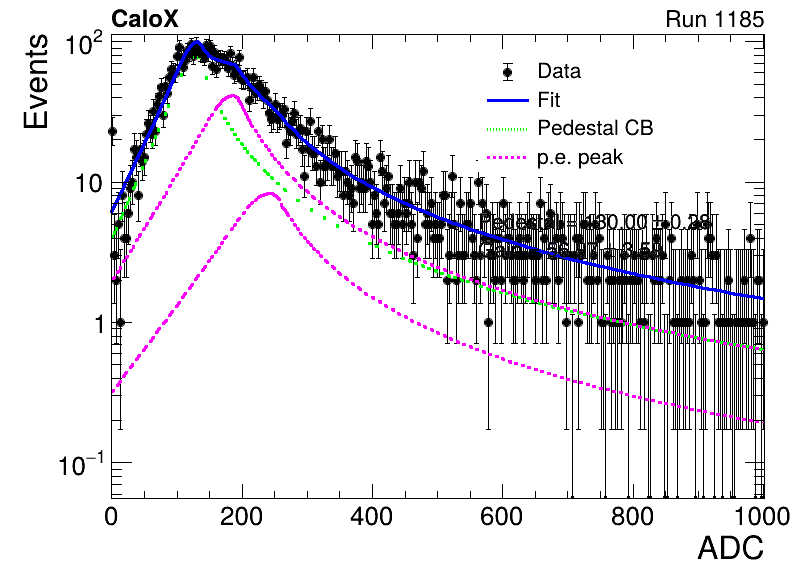 CaloX Run 1185
Events
Data
Fit
Pedestal CB
p.e. peak
10²
10
1
10⁻¹
0 200 400 600 800 1000
ADC